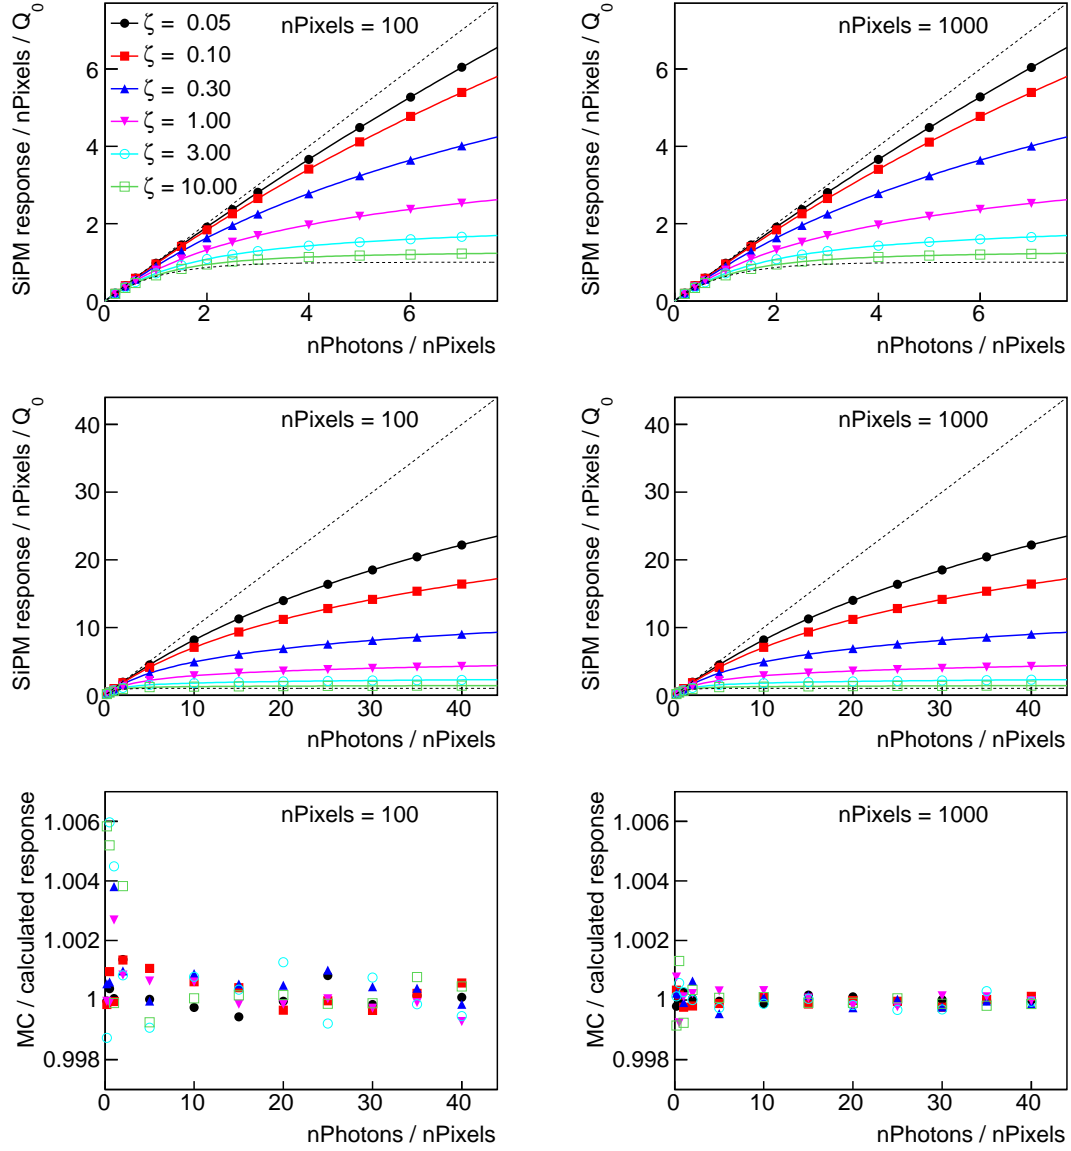 SiPM response / nPixels / Q0
nPixels = 100
ζ = 0.05
ζ = 0.10
ζ = 0.30
ζ = 1.00
ζ = 3.00
ζ = 10.00
6
4
2
0
0 2 4 6
nPhotons / nPixels
SiPM response / nPixels / Q0
nPixels = 1000
6
4
2
0
0 2 4 6
nPhotons / nPixels
SiPM response / nPixels / Q0
nPixels = 100
40
30
20
10
0
0 10 20 30 40
nPhotons / nPixels
SiPM response / nPixels / Q0
nPixels = 1000
40
30
20
10
0
0 10 20 30 40
nPhotons / nPixels
MC / calculated response
nPixels = 100
1.006
1.004
1.002
1
0.998
0 10 20 30 40
nPhotons / nPixels
MC / calculated response
nPixels = 1000
1.006
1.004
1.002
1
0.998
0 10 20 30 40
nPhotons / nPixels